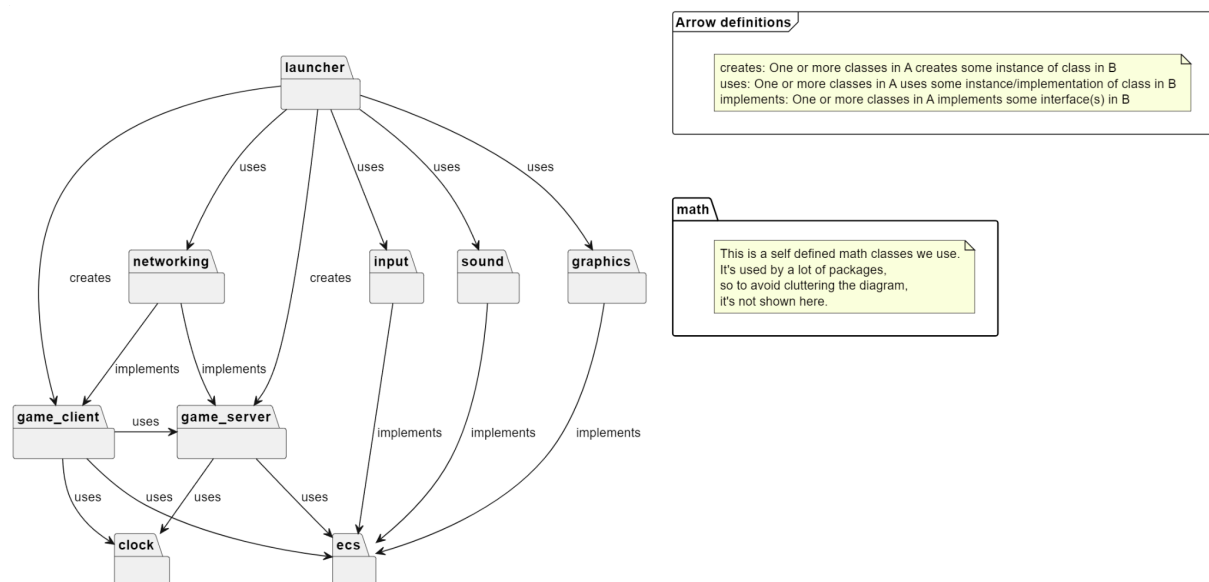 Arrow definitions
creates: One or more classes in A creates some instance of class in B
uses: One or more classes in A uses some instance/implementation of class in B
implements: One or more classes in A implements some interface(s) in B
launcher
uses
uses
uses
uses
math
This is a self defined math classes we use.
It's used by a lot of packages,
so to avoid cluttering the diagram,
it's not shown here.
networking
input
sound
graphics
creates
creates
implements
implements
game_client
game_server
uses
implements
implements
implements
uses
uses
uses
uses
clock
ecs